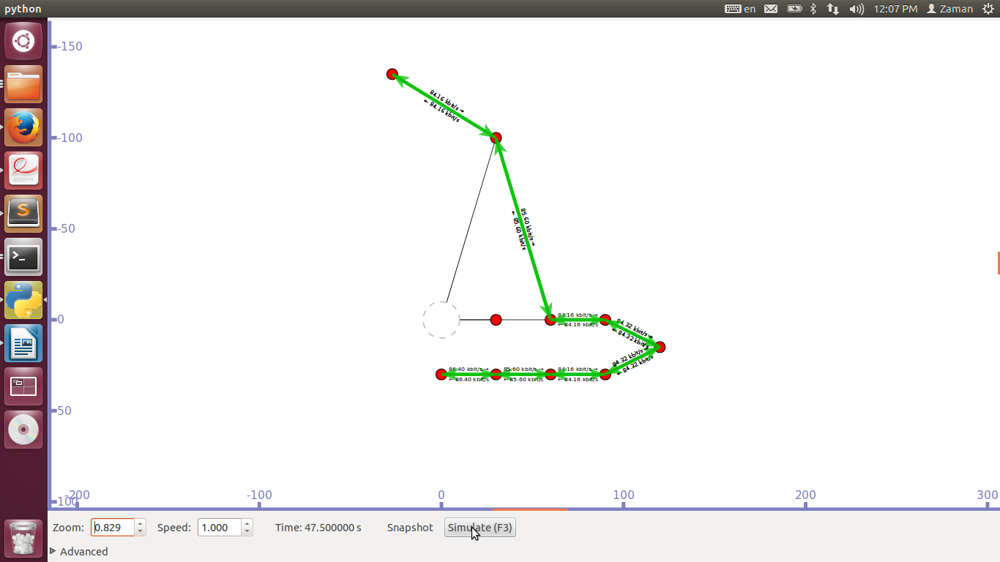 python
en
12:07 PM
Zaman
-150
-100
-50
0
50
100
84.16 kbit/s →
← 84.16 kbit/s
85.60 kbit/s →
← 85.60 kbit/s
84.16 kbit/s →
← 84.16 kbit/s
84.32 kbit/s →
← 84.32 kbit/s
84.32 kbit/s →
← 84.32 kbit/s
86.40 kbit/s →
← 86.40 kbit/s
85.60 kbit/s →
← 85.60 kbit/s
84.16 kbit/s →
← 84.16 kbit/s
-200
-100
0
100
200
300
Zoom: 0.829 Speed: 1.000 Time: 47.500000 s Snapshot Simulate (F3)
Advanced